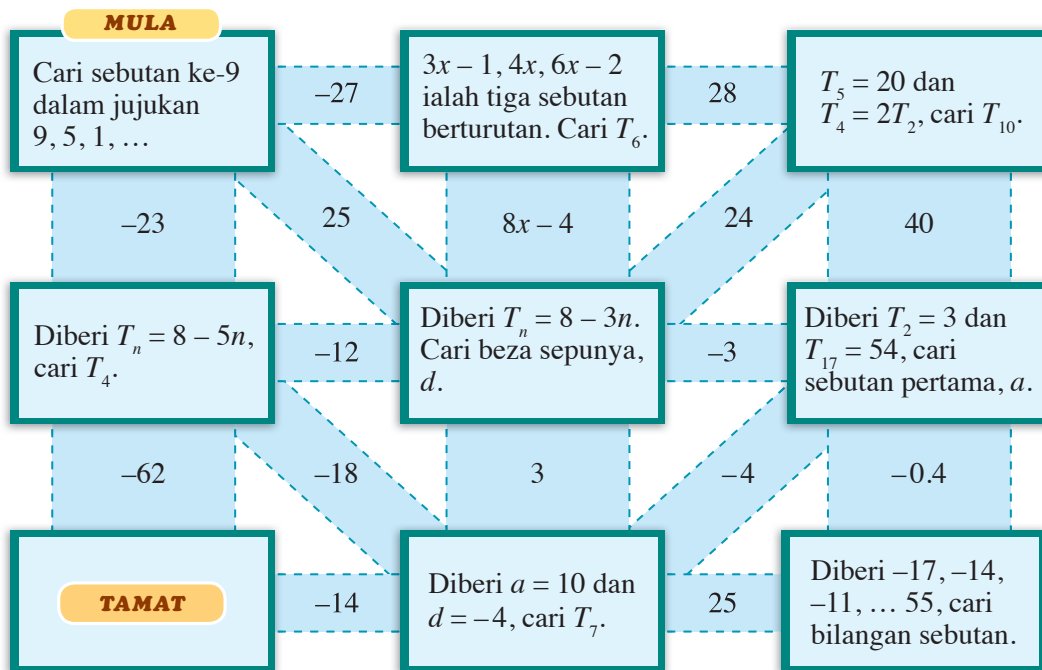 MULA
Cari sebutan ke-9
dalam jujukan
9, 5, 1, …
–27
3x – 1, 4x, 6x – 2
ialah tiga sebutan
berturutan. Cari T₆.
28
T₅ = 20 dan
T₄ = 2T₂, cari T₁₀.
–23
25
8x – 4
24
40
Diberi Tₙ = 8 – 5n,
cari T₄.
–12
Diberi Tₙ = 8 – 3n.
Cari beza sepunya,
d.
–3
Diberi T₂ = 3 dan
T₁₇ = 54, cari
sebutan pertama, a.
–62
–18
3
–4
–0.4
TAMAT
–14
Diberi a = 10 dan
d = –4, cari T₇.
25
Diberi –17, –14,
–11, … 55, cari
bilangan sebutan.